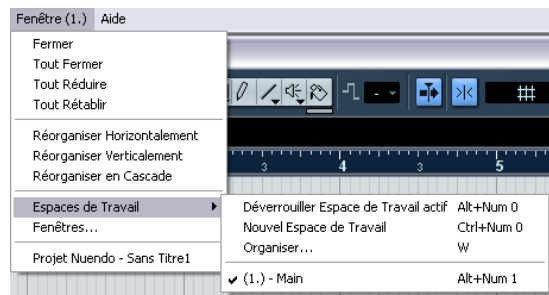 Fenêtre (1.) Aide
Fermer
Tout Fermer
Tout Réduire
Tout Rétablir
Réorganiser Horizontalement
Réorganiser Verticalement
Réorganiser en Cascade
Espaces de Travail
Fenêtres...
Projet Nuendo - Sans Titre1
Déverrouiller Espace de Travail actif Alt+Num 0
Nouvel Espace de Travail Ctrl+Num 0
Organiser... W
(1.) - Main Alt+Num 1
3 4 3 5